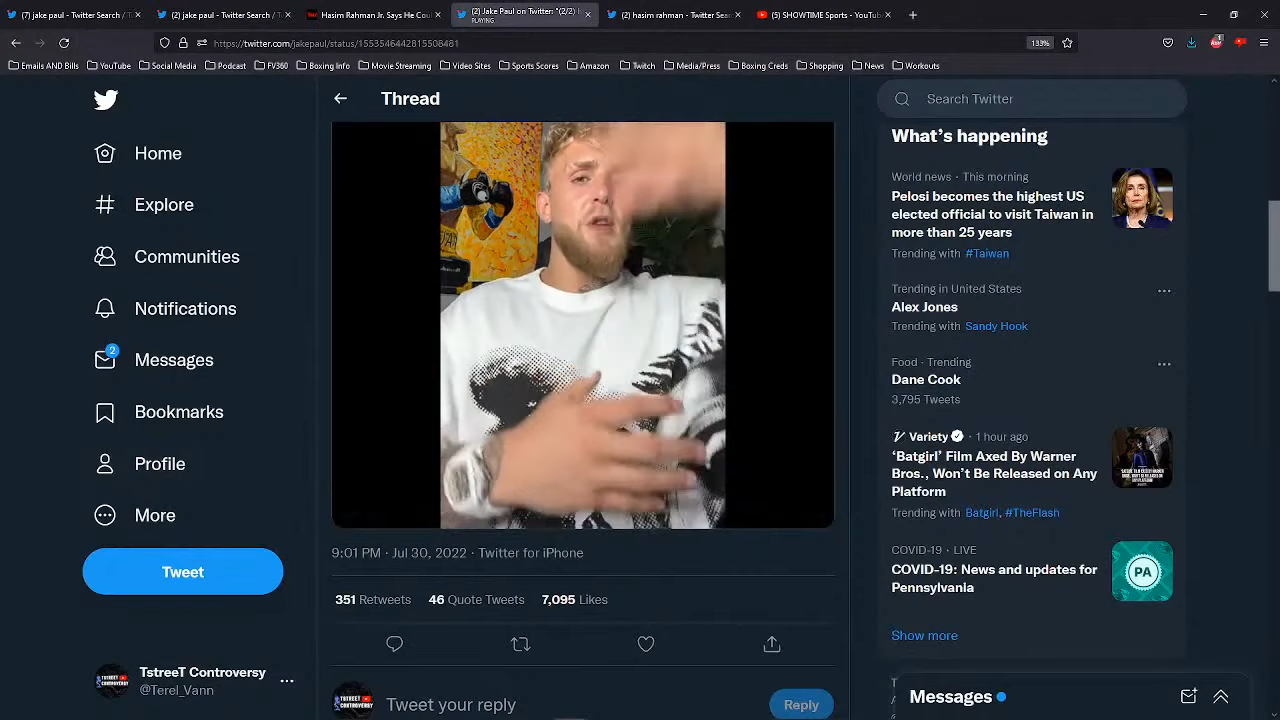 (7) jake paul - Twitter Search / Tw
(2) jake paul - Twitter Search / Tw
Hasim Rahman Jr. Says He Coul
(2) Jake Paul on Twitter: "(2/2) I
PLAYING
(2) hasim rahman - Twitter Sear
(5) SHOWTIME Sports - YouTube
https://twitter.com/jakepaul/status/1553546442815508481
133%
Emails AND Bills
YouTube
Social Media
Podcast
FV360
Boxing Info
Movie Streaming
Video Sites
Sports Scores
Amazon
Twitch
Media/Press
Boxing Creds
Shopping
News
Workouts
Home
Explore
Communities
Notifications
2
Messages
Bookmarks
Profile
More
Tweet
TstreeT Controversy
@Terel_Vann
Thread
9:01 PM · Jul 30, 2022 · Twitter for iPhone
351 Retweets 46 Quote Tweets 7,095 Likes
Tweet your reply
Reply
Search Twitter
What's happening
World news · This morning
Pelosi becomes the highest US
elected official to visit Taiwan in
more than 25 years
Trending with #Taiwan
Trending in United States
Alex Jones
Trending with Sandy Hook
Food · Trending
Dane Cook
3,795 Tweets
Variety · 1 hour ago
'Batgirl' Film Axed By Warner
Bros., Won't Be Released on Any
Platform
Trending with Batgirl, #TheFlash
COVID-19 · LIVE
COVID-19: News and updates for
Pennsylvania
PA
Show more
Messages